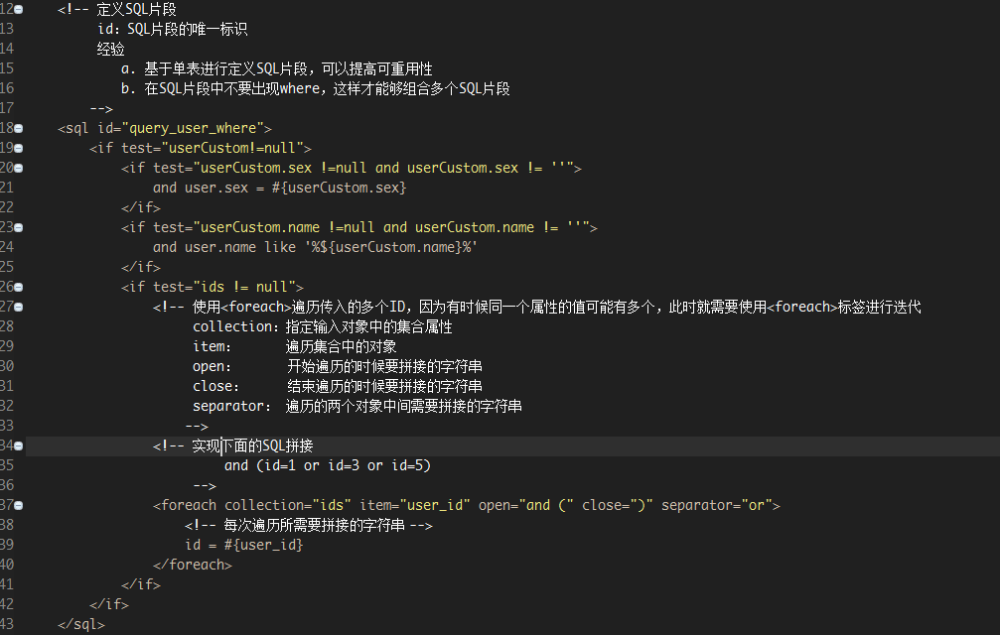 12 <!-- 定义SQL片段
13 id：SQL片段的唯一标识
14 经验
15 a. 基于单表进行定义SQL片段，可以提高可重用性
16 b. 在SQL片段中不要出现where，这样才能够组合多个SQL片段
17 -->
18 <sql id="query_user_where">
19 <if test="userCustom!=null">
20 <if test="userCustom.sex !=null and userCustom.sex != ''">
21 and user.sex = #{userCustom.sex}
22 </if>
23 <if test="userCustom.name !=null and userCustom.name != ''">
24 and user.name like '%${userCustom.name}%'
25 </if>
26 <if test="ids != null">
27 <!-- 使用<foreach>遍历传入的多个ID，因为有时候同一个属性的值可能有多个，此时就需要使用<foreach>标签进行迭代
28 collection：指定输入对象中的集合属性
29 item： 遍历集合中的对象
30 open： 开始遍历的时候要拼接的字符串
31 close： 结束遍历的时候要拼接的字符串
32 separator： 遍历的两个对象中间需要拼接的字符串
33 -->
34 <!-- 实现下面的SQL拼接
35 and (id=1 or id=3 or id=5)
36 -->
37 <foreach collection="ids" item="user_id" open="and (" close=")" separator="or">
38 <!-- 每次遍历所需要拼接的字符串 -->
39 id = #{user_id}
40 </foreach>
41 </if>
42 </if>
43 </sql>